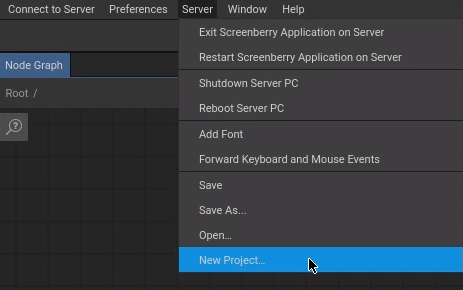 Connect to Server Preferences Server Window Help
Exit Screenberry Application on Server
Restart Screenberry Application on Server
Node Graph
Shutdown Server PC
Root /
Reboot Server PC
?
Add Font
Forward Keyboard and Mouse Events
Save
Save As...
Open...
New Project...